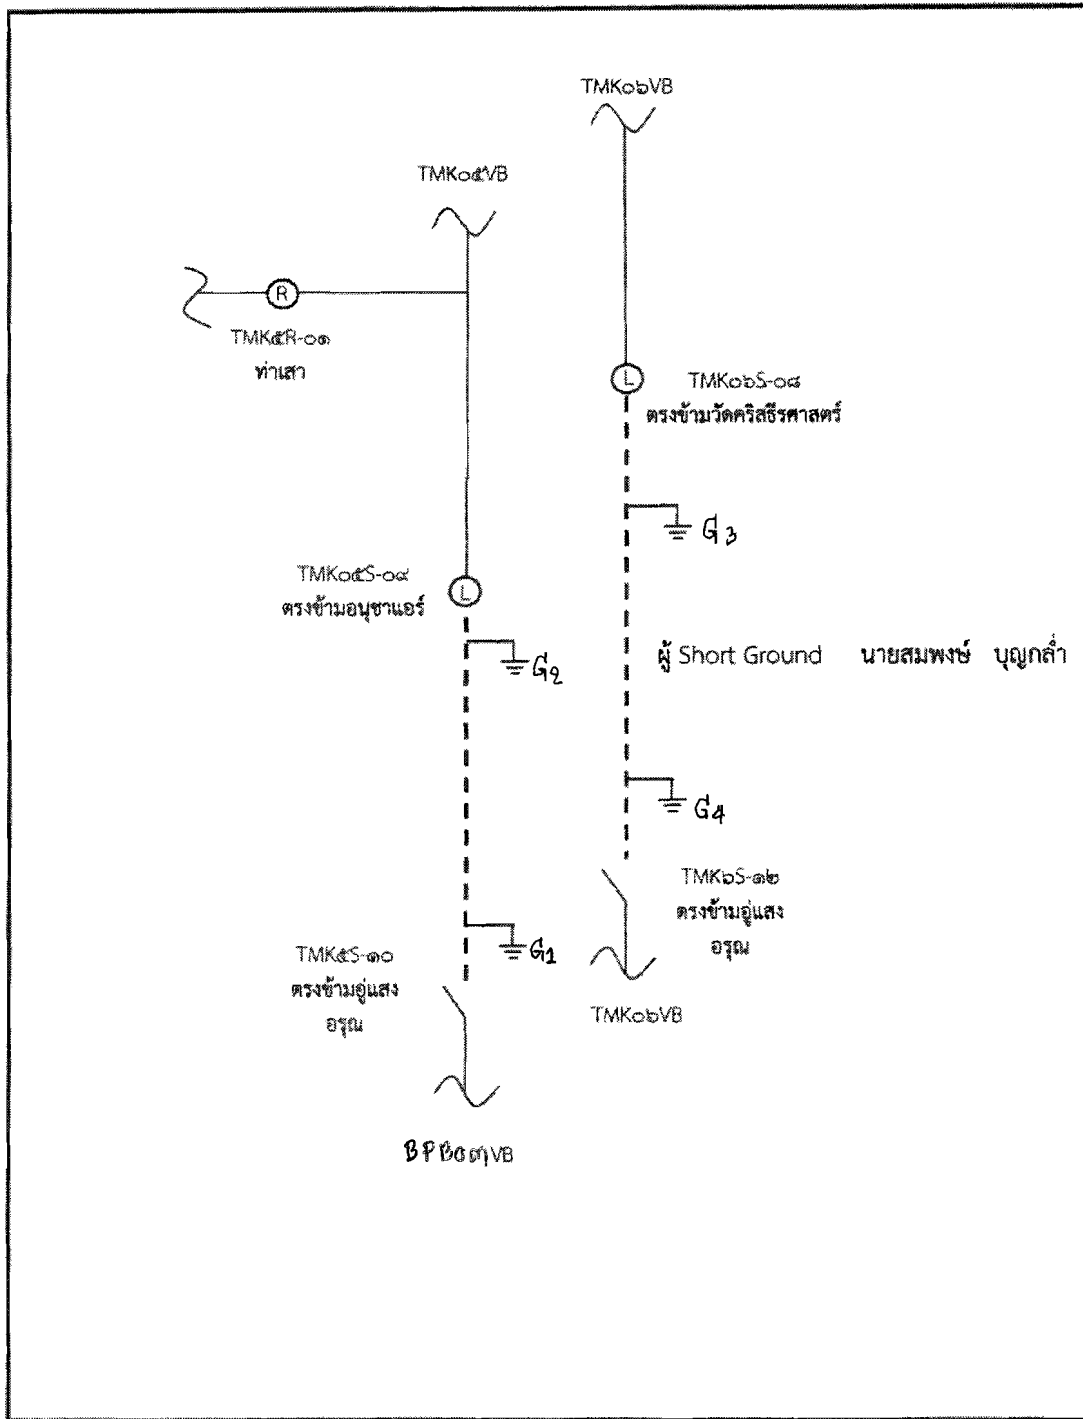 TMK๐๖VB
TMK๐๕VB
R
TMK๕R-๐๑
ท่าเสา
L
TMK๐๖S-๐๘
ตรงข้ามวัดคริสธีรศาสตร์
G3
TMK๐๕S-๐๙
ตรงข้ามอนุชาแอร์
L
G2
ผู้ Short Ground นายสมพงษ์ บุญกล่ำ
G4
TMK๖S-๑๒
ตรงข้ามอู่แสง
อรุณ
G1
TMK๕S-๑๐
ตรงข้ามอู่แสง
อรุณ
TMK๐๖VB
BPB๐๓VB